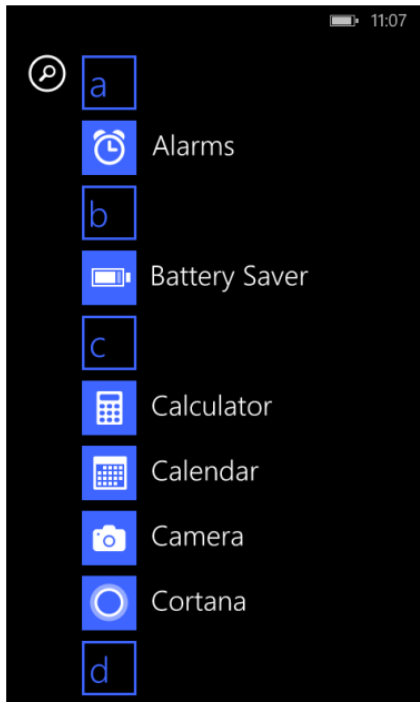 11:07
a
Alarms
b
Battery Saver
c
Calculator
Calendar
Camera
Cortana
d